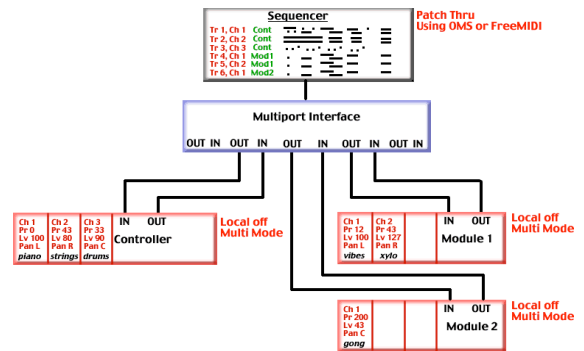 Sequencer
Patch Thru
Using OMS or FreeMIDI
Tr 1, Ch 1 Cont
Tr 2, Ch 2 Cont
Tr 3, Ch 3 Cont
Tr 4, Ch 1 Mod1
Tr 5, Ch 2 Mod1
Tr 6, Ch 1 Mod2
Multiport Interface
OUT IN OUT IN OUT IN OUT IN OUT IN
Ch 1
Pr 0
Lv 100
Pan L
piano
Ch 2
Pr 43
Lv 80
Pan R
strings
Ch 3
Pr 33
Lv 90
Pan C
drums
IN OUT
Controller
Local off
Multi Mode
Ch 1
Pr 12
Lv 100
Pan L
vibes
Ch 2
Pr 43
Lv 127
Pan R
xylo
IN OUT
Module 1
Local off
Multi Mode
Ch 1
Pr 200
Lv 43
Pan C
gong
IN OUT
Module 2
Local off
Multi Mode